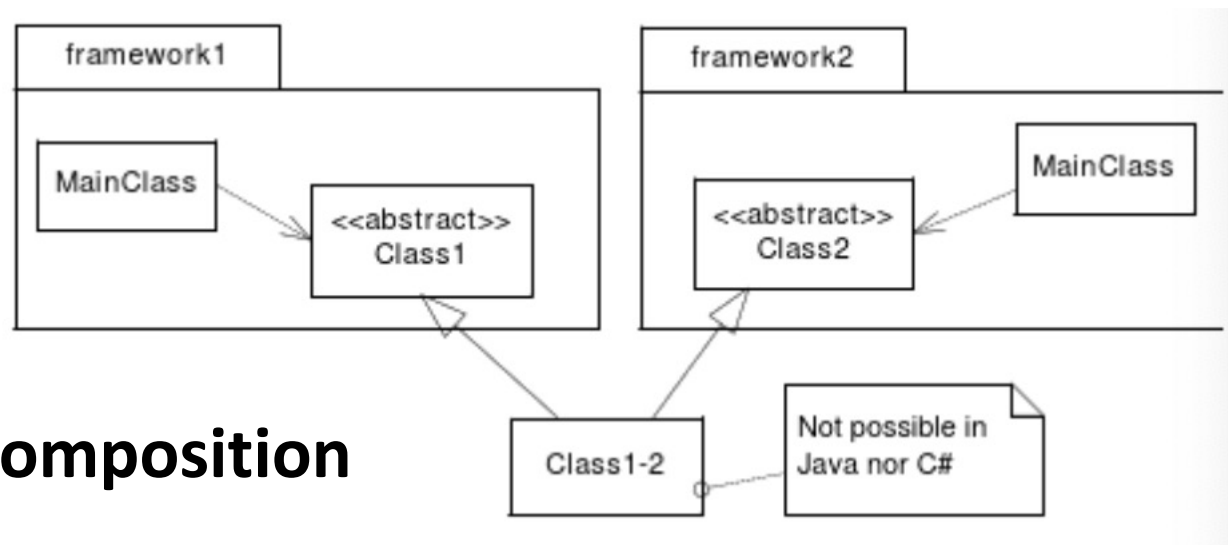 framework1
framework2
MainClass
<<abstract>>
Class1
<<abstract>>
Class2
MainClass
omposition
Class1-2
Not possible in
Java nor C#